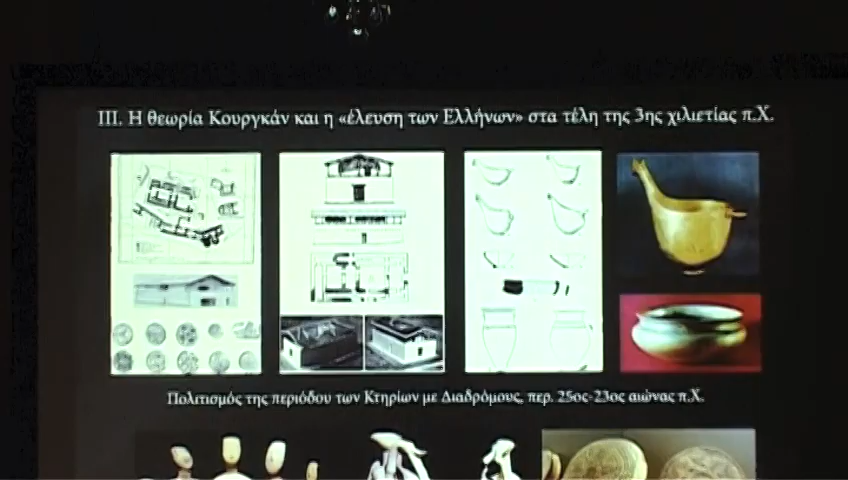 III. Η θεωρία Κουργκάν και η «έλευση των Ελλήνων» στα τέλη της 3ης χιλιετίας π.Χ.
Πολιτισμός της περιόδου των Κτηρίων με Διαδρόμους, περ. 25ος-23ος αιώνας π.Χ.